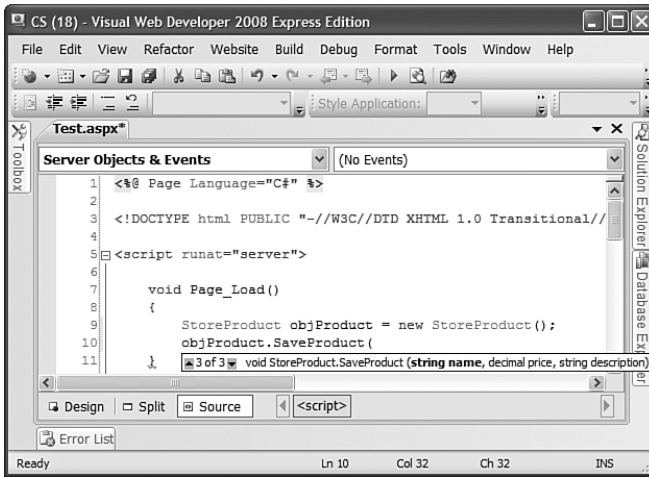 CS (18) - Visual Web Developer 2008 Express Edition
File Edit View Refactor Website Build Debug Format Tools Window Help
Style Application:
Toolbox
Test.aspx*
Solution Explorer
Server Objects & Events (No Events)
1 <%@ Page Language="C#" %>
2
3 <!DOCTYPE html PUBLIC "-//W3C//DTD XHTML 1.0 Transitional//
4
5 <script runat="server">
6
7 void Page_Load()
8 {
9 StoreProduct objProduct = new StoreProduct();
10 objProduct.SaveProduct(
11 }
3 of 3 void StoreProduct.SaveProduct (string name, decimal price, string description)
Database Ex er
Design Split Source <script>
Error List
Ready Ln 10 Col 32 Ch 32 INS